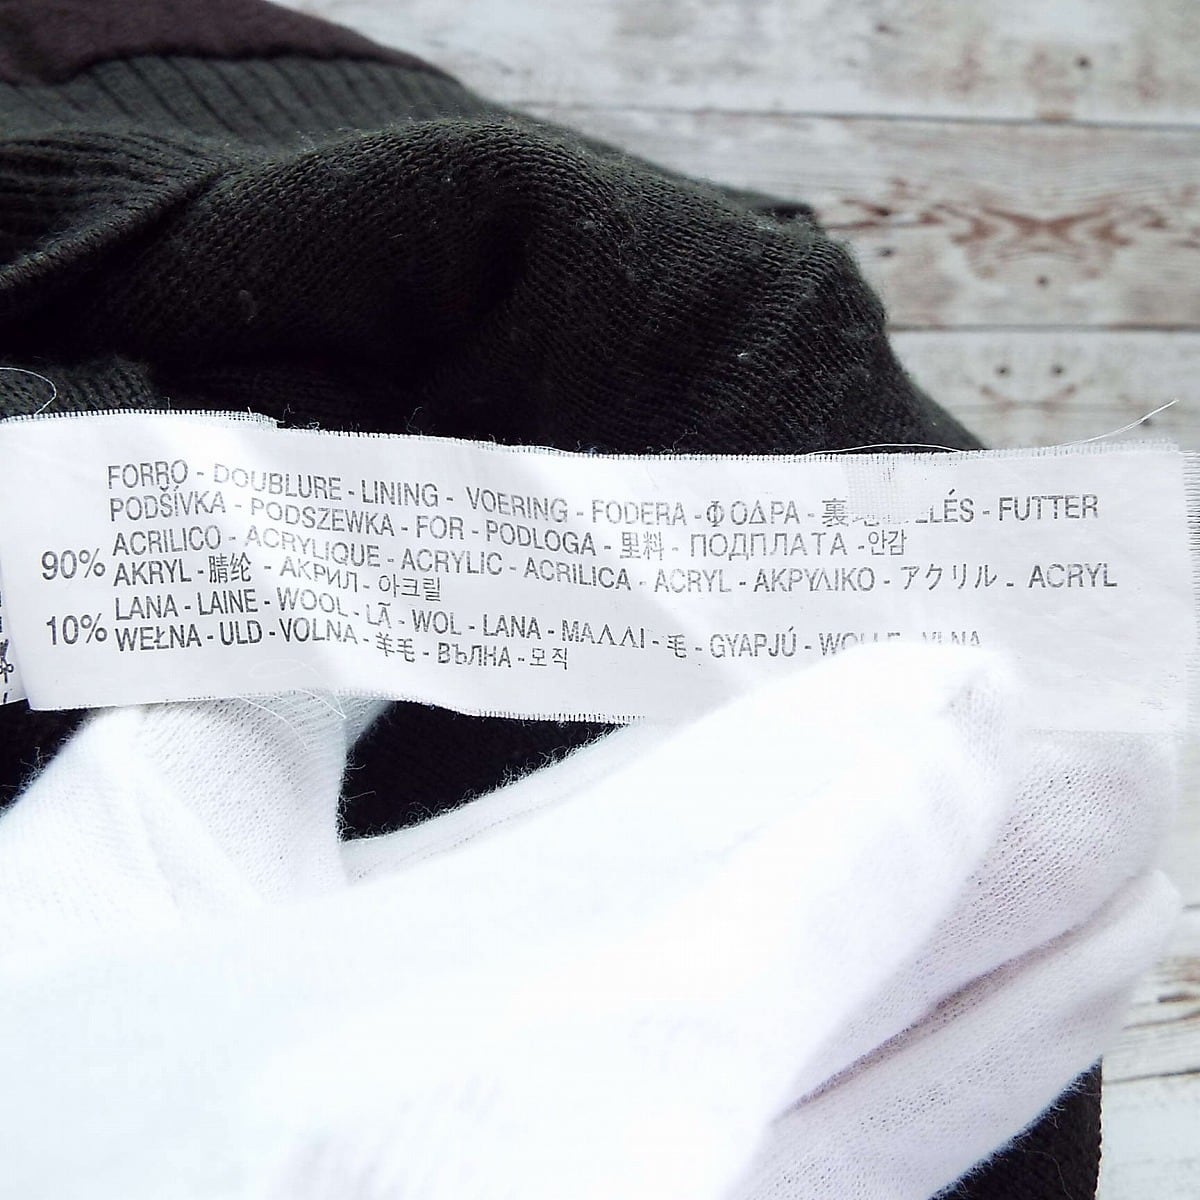 FORRO - DOUBLURE - LINING - VOERING - FODERA - ΦΟΔΡΑ - 裏地 - FUTTER
PODŠÍVKA - PODSZEWKA - FOR - PODLOGA - 里料 - ПОДПЛАТА -안감
90% ACRILICO - ACRYLIQUE - ACRYLIC - ACRILICA - ACRYL - ΑΚΡΥΛΙΚΟ - アクリル - ACRYL
AKRYL - 腈纶 - АКРИЛ - 아크릴
10% LANA - LAINE - WOOL - LÃ - WOL - LANA - ΜΑΛΛΙ - 毛 - GYAPJÚ - WOLLE - VLNA
WEŁNA - ULD - VOLNA - 羊毛 - ВЪЛНА - 모직